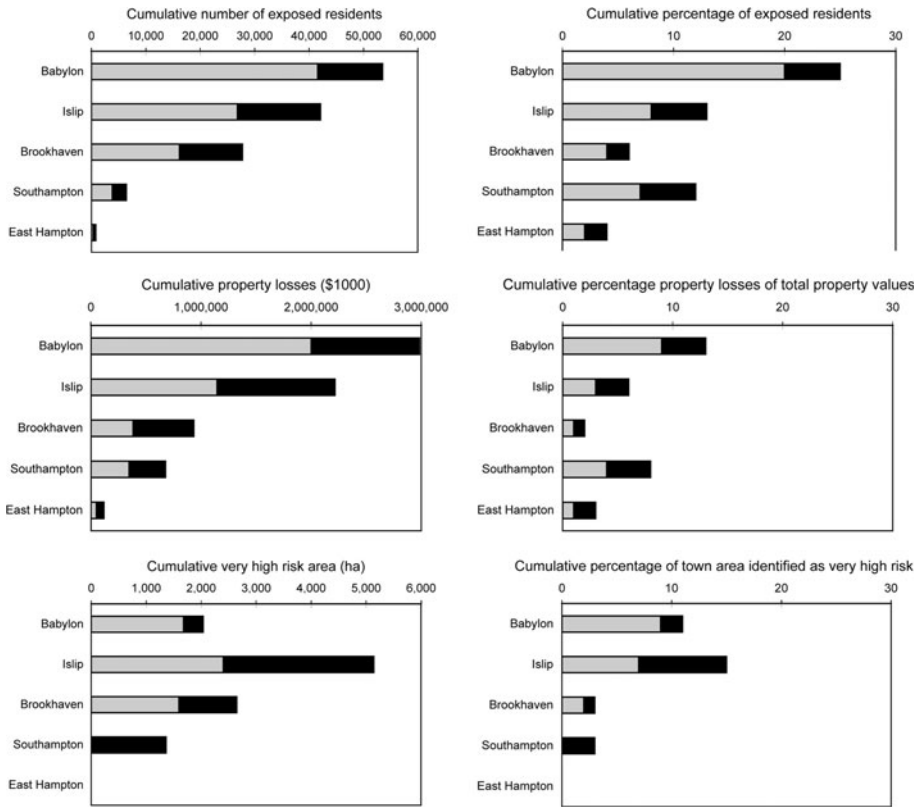 Cumulative number of exposed residents
0 10,000 20,000 30,000 40,000 50,000 60,000
Babylon
Islip
Brookhaven
Southampton
East Hampton
Cumulative percentage of exposed residents
0 10 20 30
Babylon
Islip
Brookhaven
Southampton
East Hampton
Cumulative property losses ($1000)
0 1,000,000 2,000,000 3,000,000
Babylon
Islip
Brookhaven
Southampton
East Hampton
Cumulative percentage property losses of total property values
0 10 20 30
Babylon
Islip
Brookhaven
Southampton
East Hampton
Cumulative very high risk area (ha)
0 1,000 2,000 3,000 4,000 5,000 6,000
Babylon
Islip
Brookhaven
Southampton
East Hampton
Cumulative percentage of town area identified as very high risk
0 10 20 30
Babylon
Islip
Brookhaven
Southampton
East Hampton